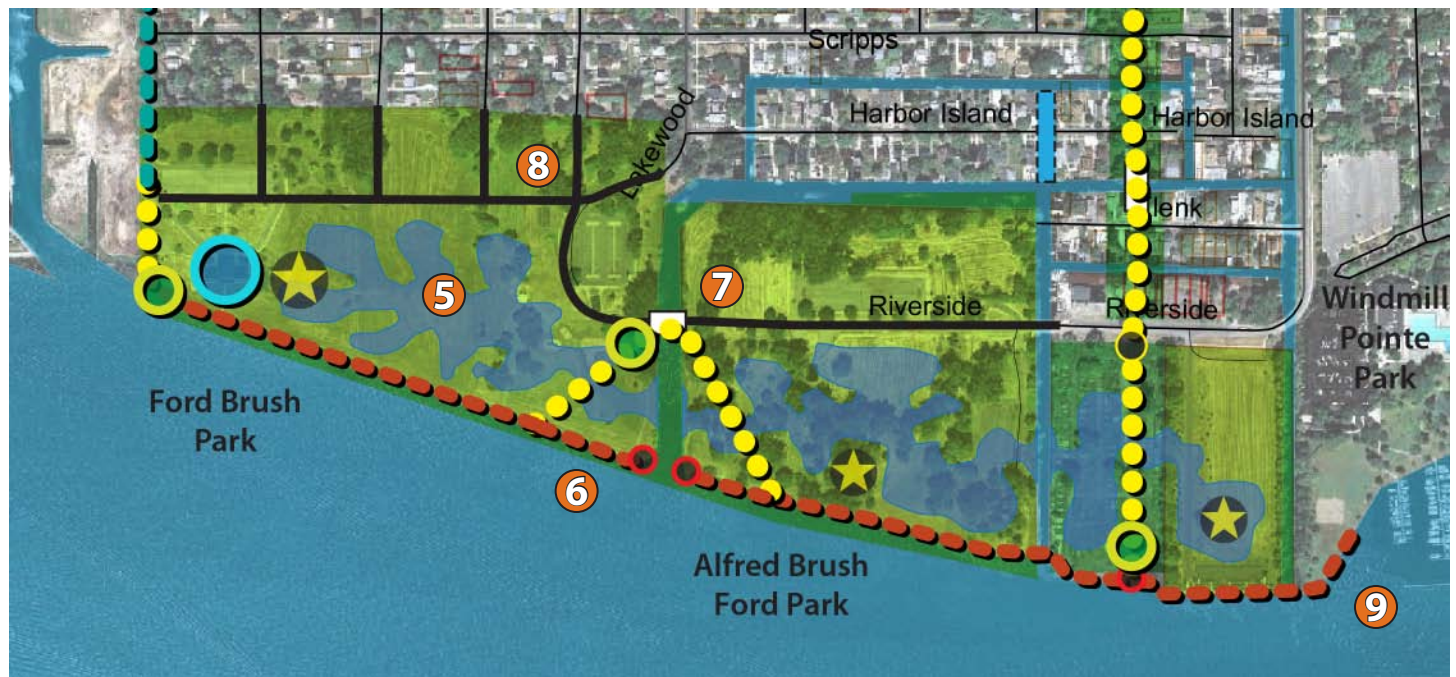 Scripps
Harbor Island
Harbor Island
Lakewood
lenk
8
5
7
Riverside
Riverside
Windmill
Pointe
Park
Ford Brush
Park
6
Alfred Brush
Ford Park
9